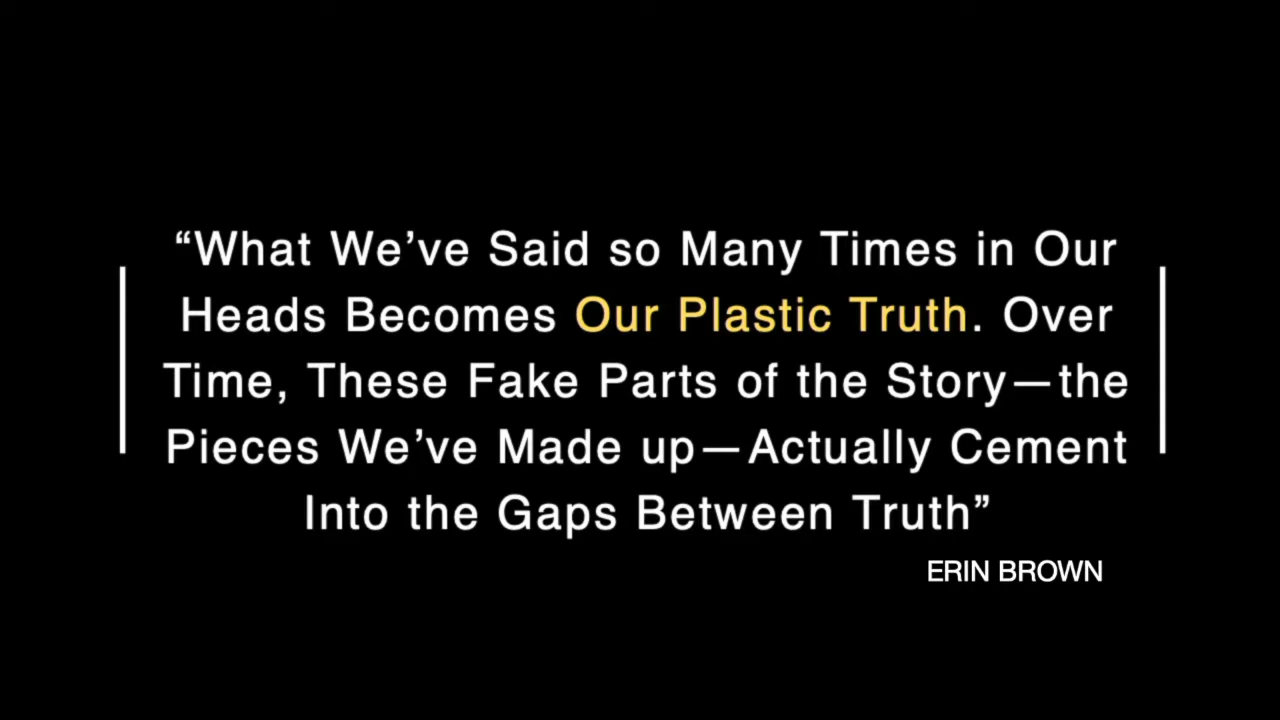 “What We’ve Said so Many Times in Our
Heads Becomes Our Plastic Truth. Over
Time, These Fake Parts of the Story—the
Pieces We’ve Made up—Actually Cement
Into the Gaps Between Truth”
ERIN BROWN